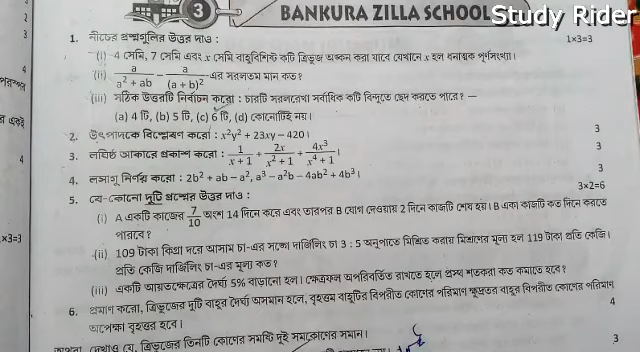 3 BANKURA ZILLA SCHOOL Study Rider
1. নীচের প্রশ্নগুলির উত্তর দাও : 1×3=3
(i) 4 সেমি, 7 সেমি এবং x সেমি বাহুবিশিষ্ট কটি ত্রিভুজ অঙ্কন করা যাবে যেখানে x হল ধনাত্মক পূর্ণসংখ্যা।
(ii) a/(a² + ab) - a/(a + b)² -এর সরলতম মান কত?
(iii) সঠিক উত্তরটি নির্বাচন করো : চারটি সরলরেখা সর্বাধিক কটি বিন্দুতে ছেদ করতে পারে? —
(a) 4 টি, (b) 5 টি, (c) 6 টি, (d) কোনোটিই নয়।
2. উৎপাদকে বিশ্লেষণ করো : x²y² + 23xy – 420। 3
3. লঘিষ্ঠ আকারে প্রকাশ করো : 1/(x + 1) + 2x/(x² + 1) + 4x³/(x⁴ + 1)। 3
4. লসাগু নির্ণয় করো : 2b² + ab – a², a³ – a²b – 4ab² + 4b³। 3
5. যে-কোনো দুটি প্রশ্নের উত্তর দাও : 3×2=6
(i) A একটি কাজের 7/10 অংশ 14 দিনে করে এবং তারপর B যোগ দেওয়ায় 2 দিনে কাজটি শেষ হয়। B একা কাজটি কত দিনে করতে
পারবে?
(ii) 109 টাকা কিগ্রা দরে আসাম চা-এর সঙ্গে দার্জিলিং চা 3 : 5 অনুপাতে মিশ্রিত করায় মিশ্রণের মূল্য হল 119 টাকা প্রতি কেজি।
প্রতি কেজি দার্জিলিং চা-এর মূল্য কত?
(iii) একটি আয়তক্ষেত্রের দৈর্ঘ্য 5% বাড়ানো হল। ক্ষেত্রফল অপরিবর্তিত রাখতে হলে প্রস্থ শতকরা কত কমাতে হবে?
6. প্রমাণ করো, ত্রিভুজের দুটি বাহুর দৈর্ঘ্য অসমান হলে, বৃহত্তম বাহুটির বিপরীত কোণের পরিমাণ ক্ষুদ্রতর বাহুর বিপরীত কোণের পরিমাণ
অপেক্ষা বৃহত্তর হবে। 4
অথবা, দেখাও যে, ত্রিভুজের তিনটি কোণের সমষ্টি দুই সমকোণের সমান।
3
2
3
4
4
×3=3